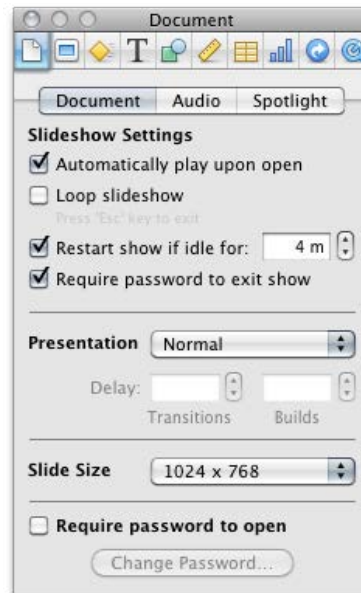 Document
T
Document Audio Spotlight
Slideshow Settings
Automatically play upon open
Loop slideshow
Press "Esc" key to exit
Restart show if idle for: 4 m
Require password to exit show
Presentation Normal
Delay:
Transitions Builds
Slide Size 1024 x 768
Require password to open
Change Password...